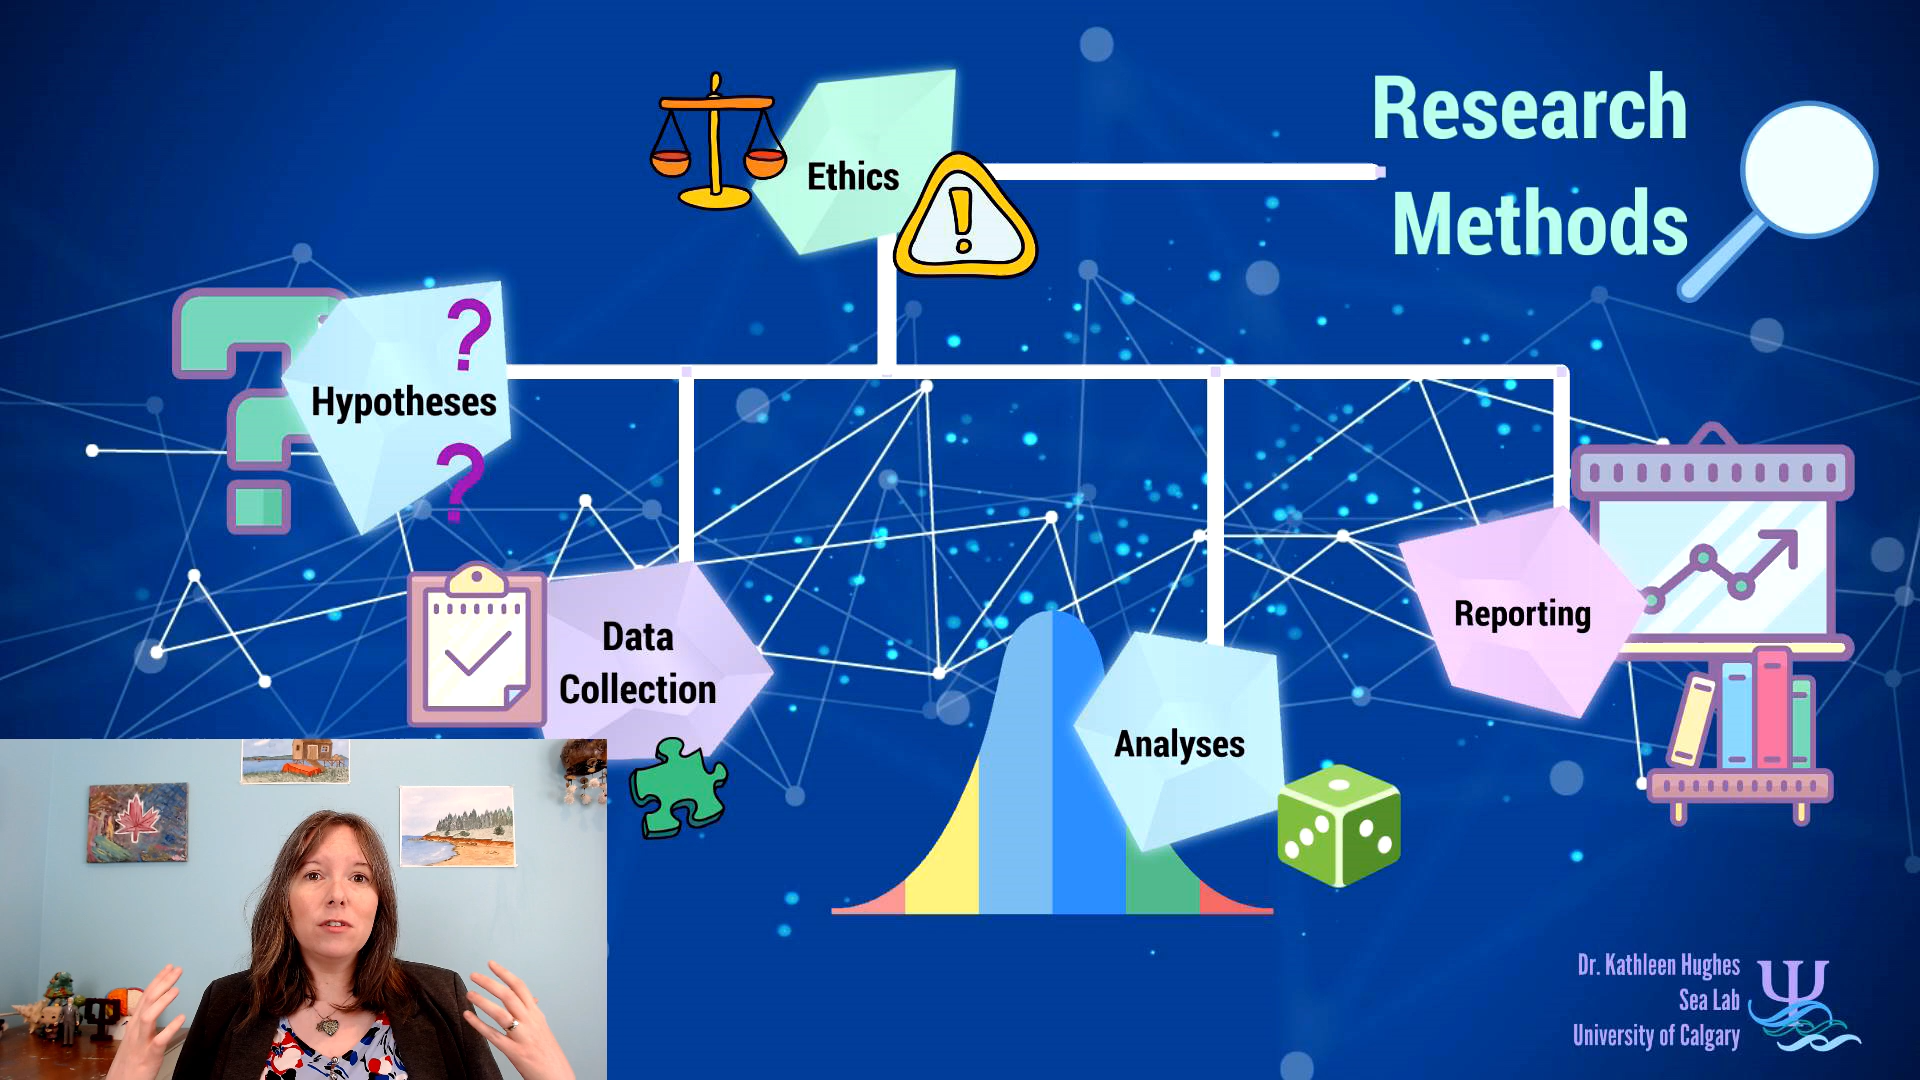 Research
Methods
Ethics
Hypotheses
Data
Collection
Analyses
Reporting
Dr. Kathleen Hughes
Sea Lab
University of Calgary